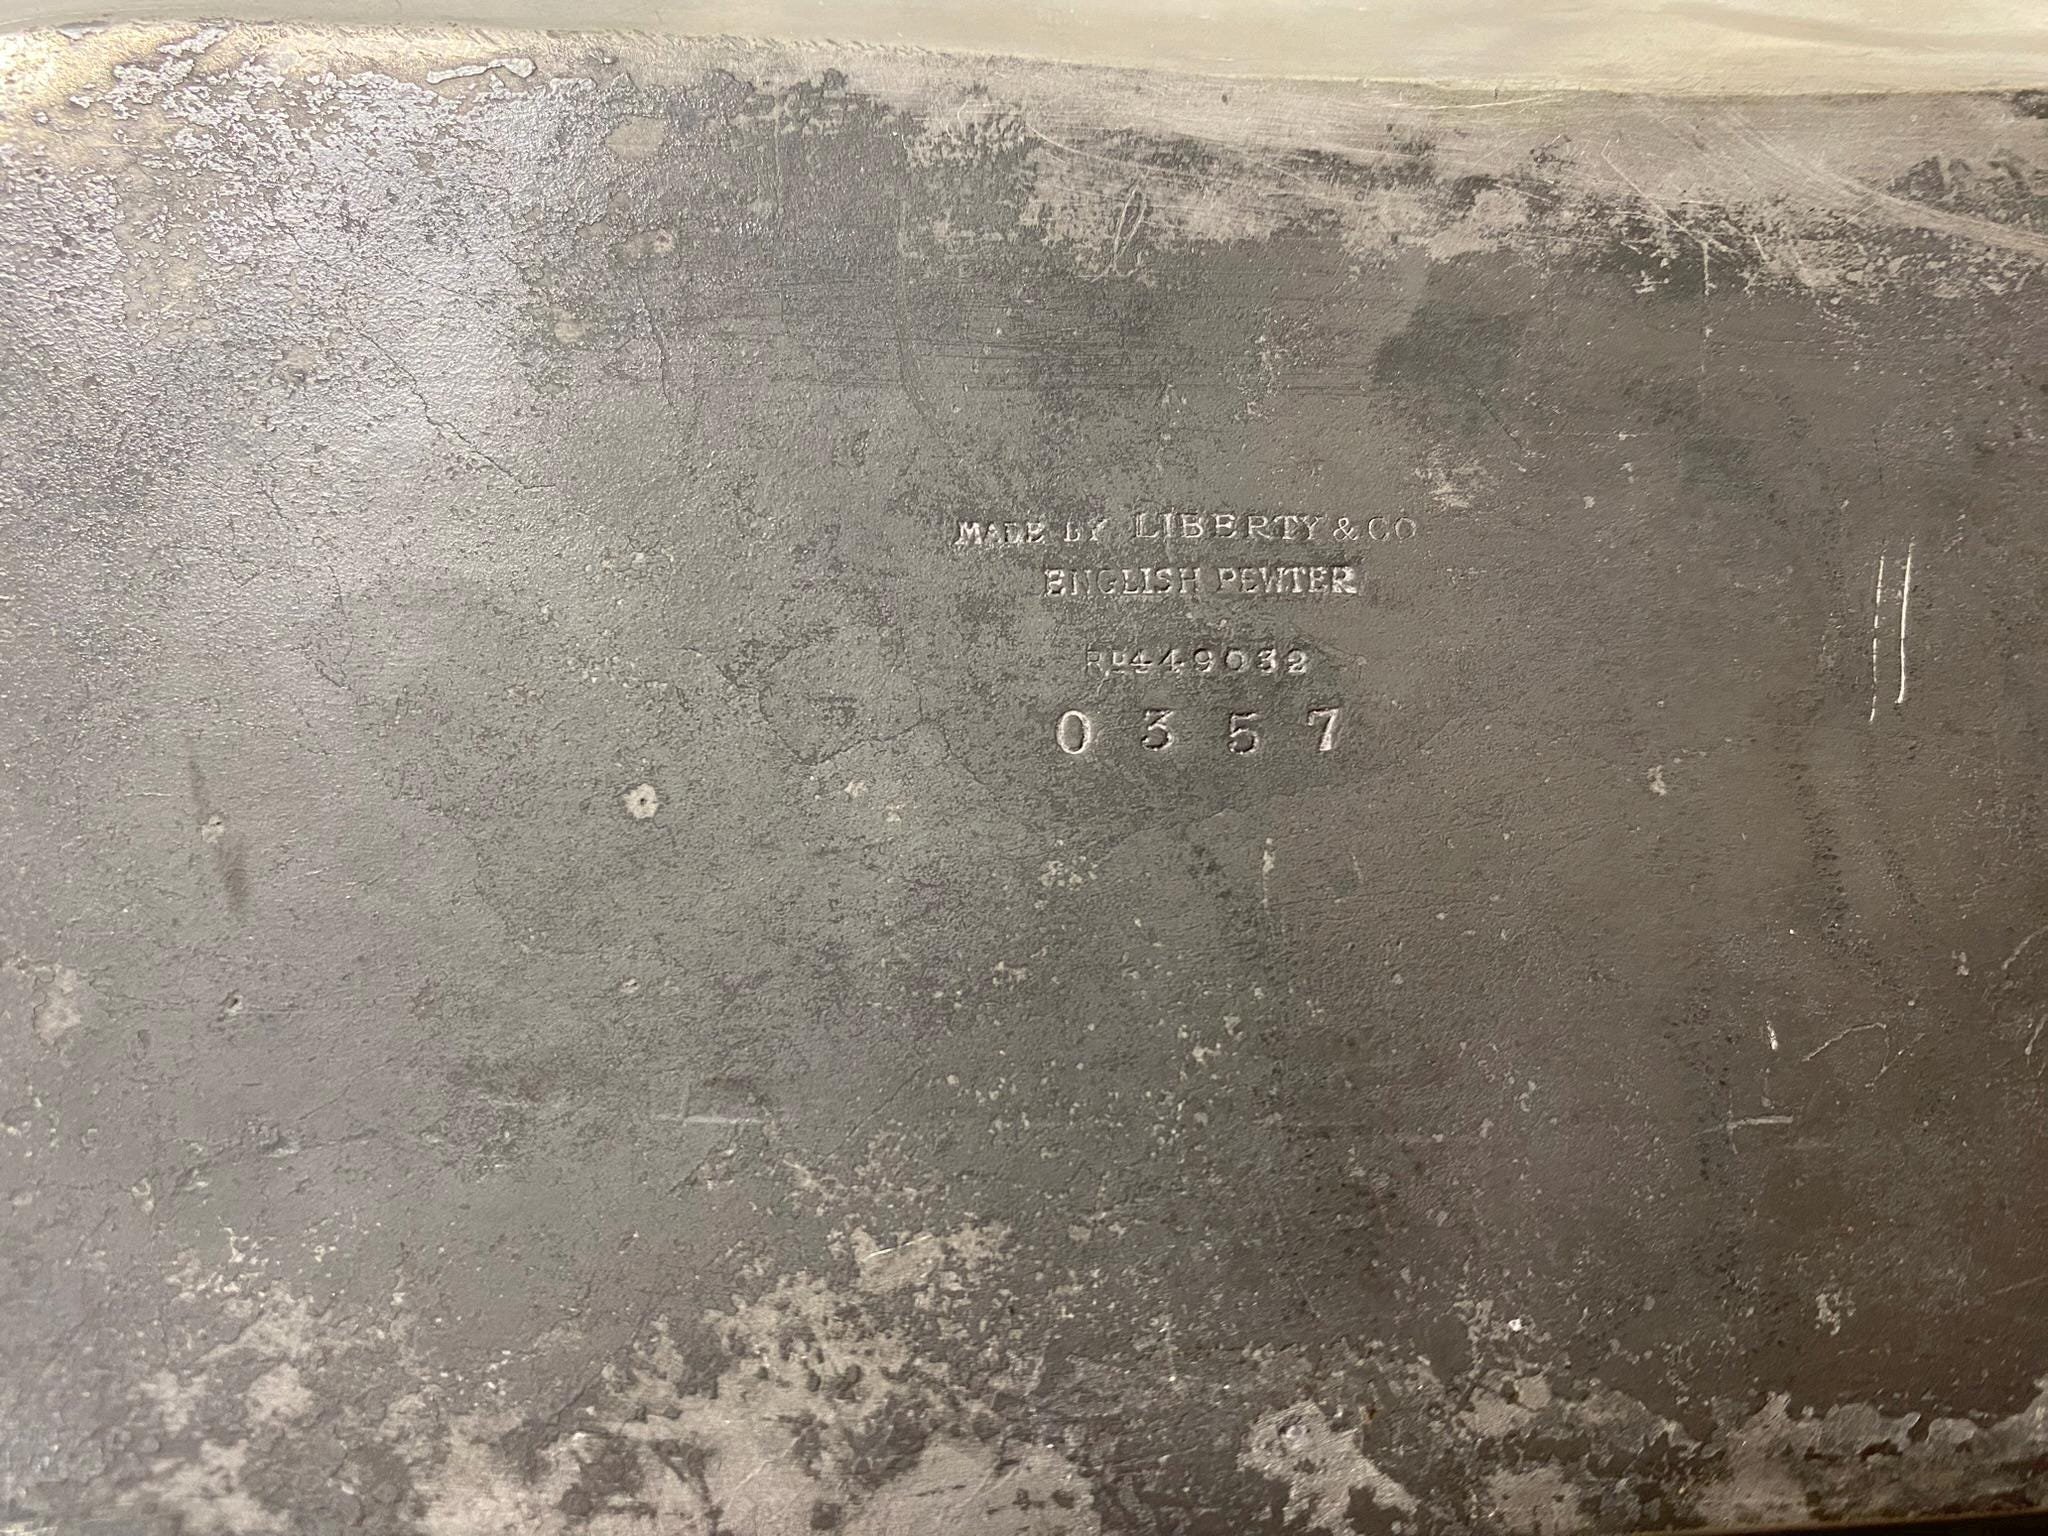 MADE BY LIBERTY & CO
ENGLISH PEWTER
RD 449032
0357